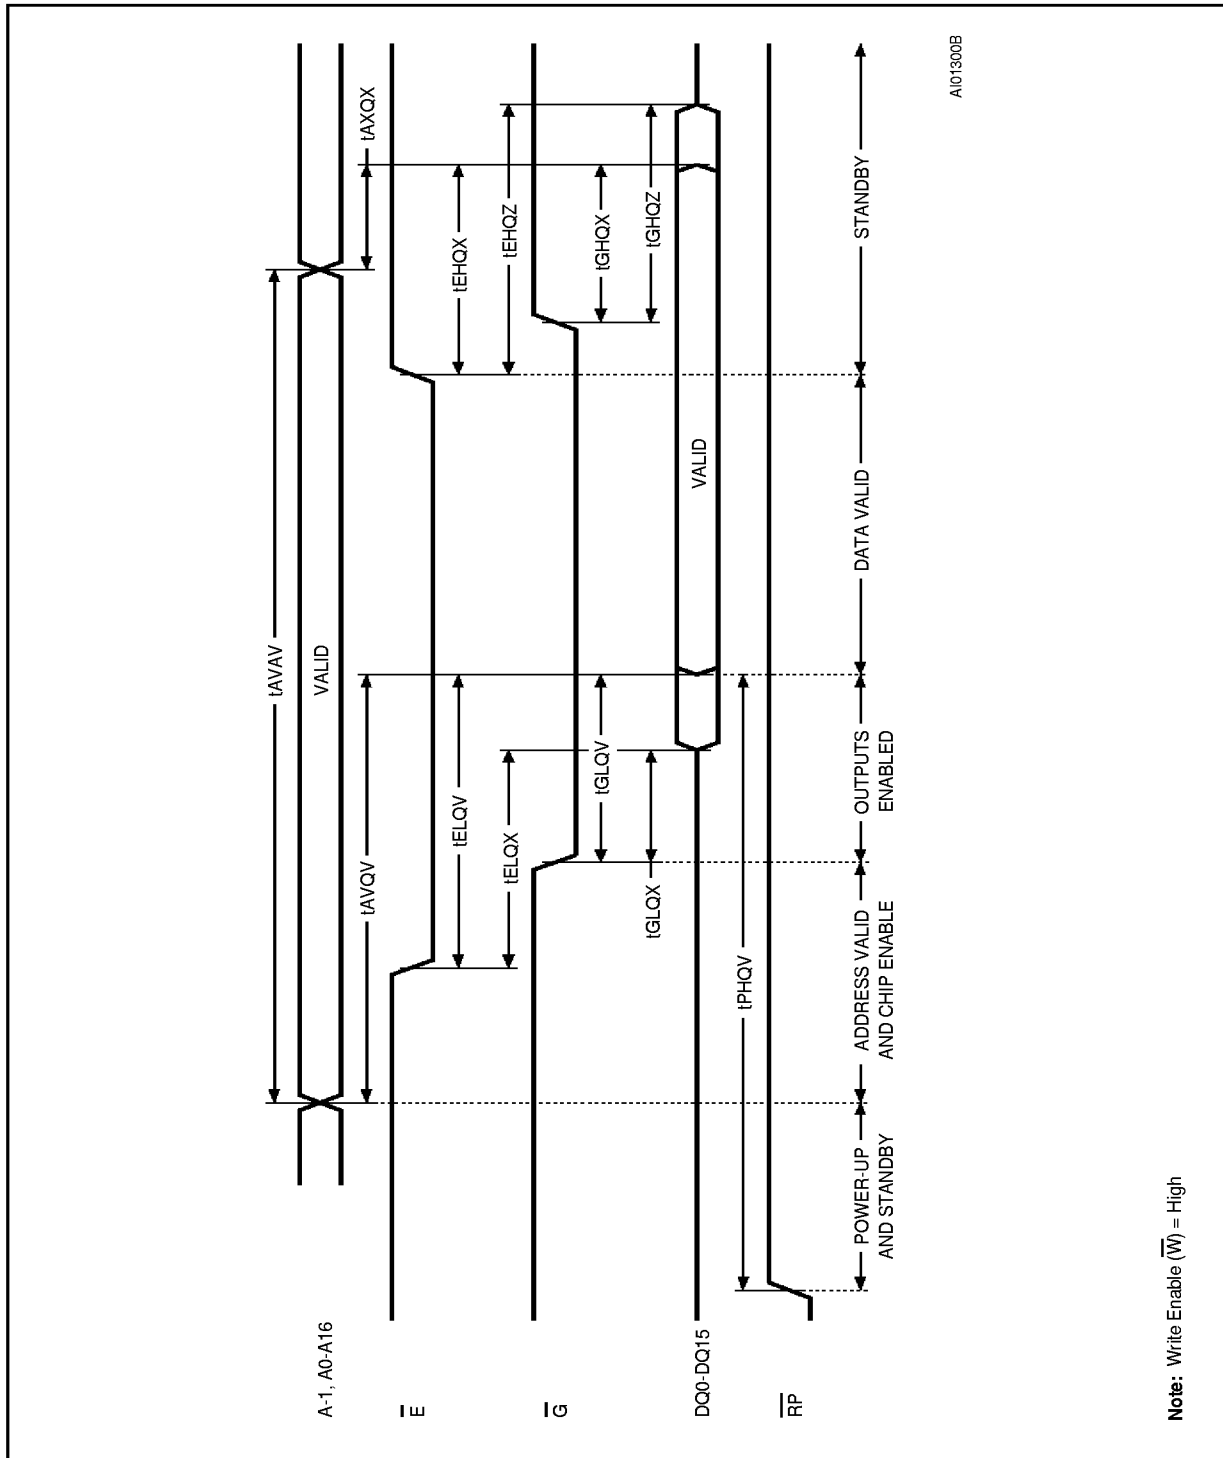 tAVAV
A-1, A0-A16
VALID
tAVQV
tAXQX
E
tELQV
tEHQX
tELQX
tEHQZ
G
tGLQV
tGHQX
tGLQX
tGHQZ
DQ0-DQ15
VALID
tPHQV
RP
POWER-UP
AND STANDBY
ADDRESS VALID
AND CHIP ENABLE
OUTPUTS
ENABLED
DATA VALID
STANDBY
AI01300B
Note: Write Enable (W̅) = High